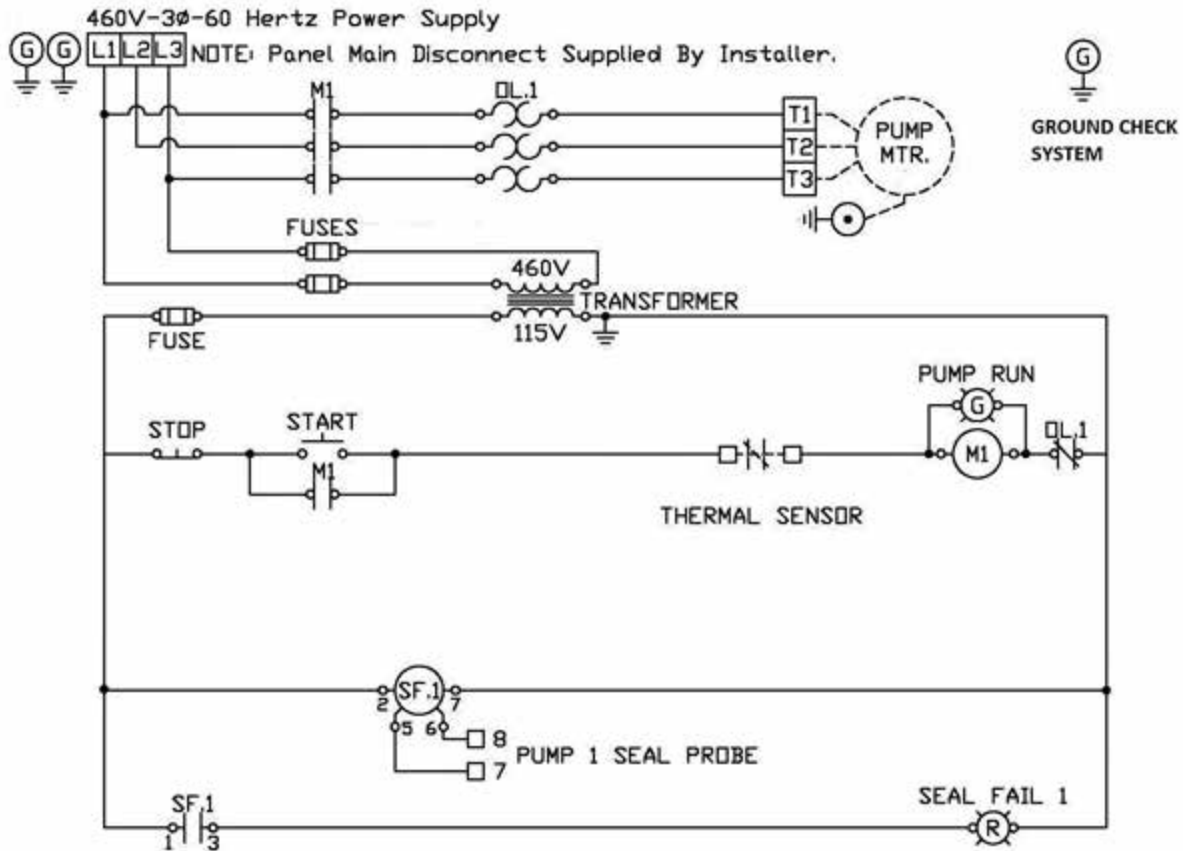 460V-3Ø-60 Hertz Power Supply
G G L1 L2 L3 NOTE: Panel Main Disconnect Supplied By Installer.
G
GROUND CHECK
SYSTEM
M1
OL.1
T1
T2
T3
PUMP
MTR.
FUSES
460V
TRANSFORMER
115V
FUSE
PUMP RUN
G
STOP
START
M1
M1
OL.1
THERMAL SENSOR
SF.1
2
7
5
6
8
7
PUMP 1 SEAL PROBE
SF.1
1
3
SEAL FAIL 1
R